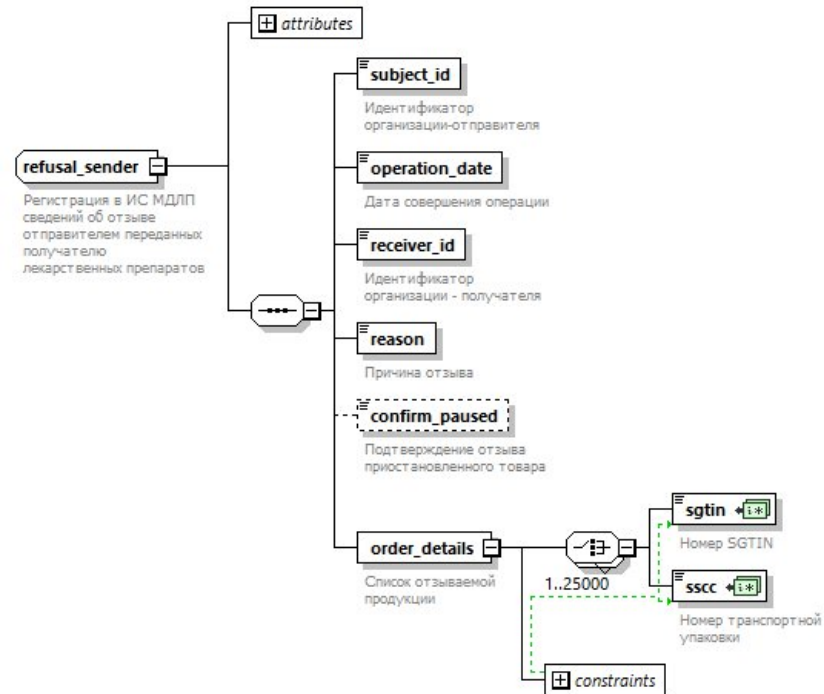 attributes
subject_id
Идентификатор
организации-отправителя
refusal_sender
Регистрация в ИС МДЛП
сведений об отзыве
отправителем переданных
получателю
лекарственных препаратов
operation_date
Дата совершения операции
receiver_id
Идентификатор
организации - получателя
reason
Причина отзыва
confirm_paused
Подтверждение отзыва
приостановленного товара
order_details
Список отзываемой
продукции
1..25000
sgtin
Номер SGTIN
sscc
Номер транспортной
упаковки
constraints